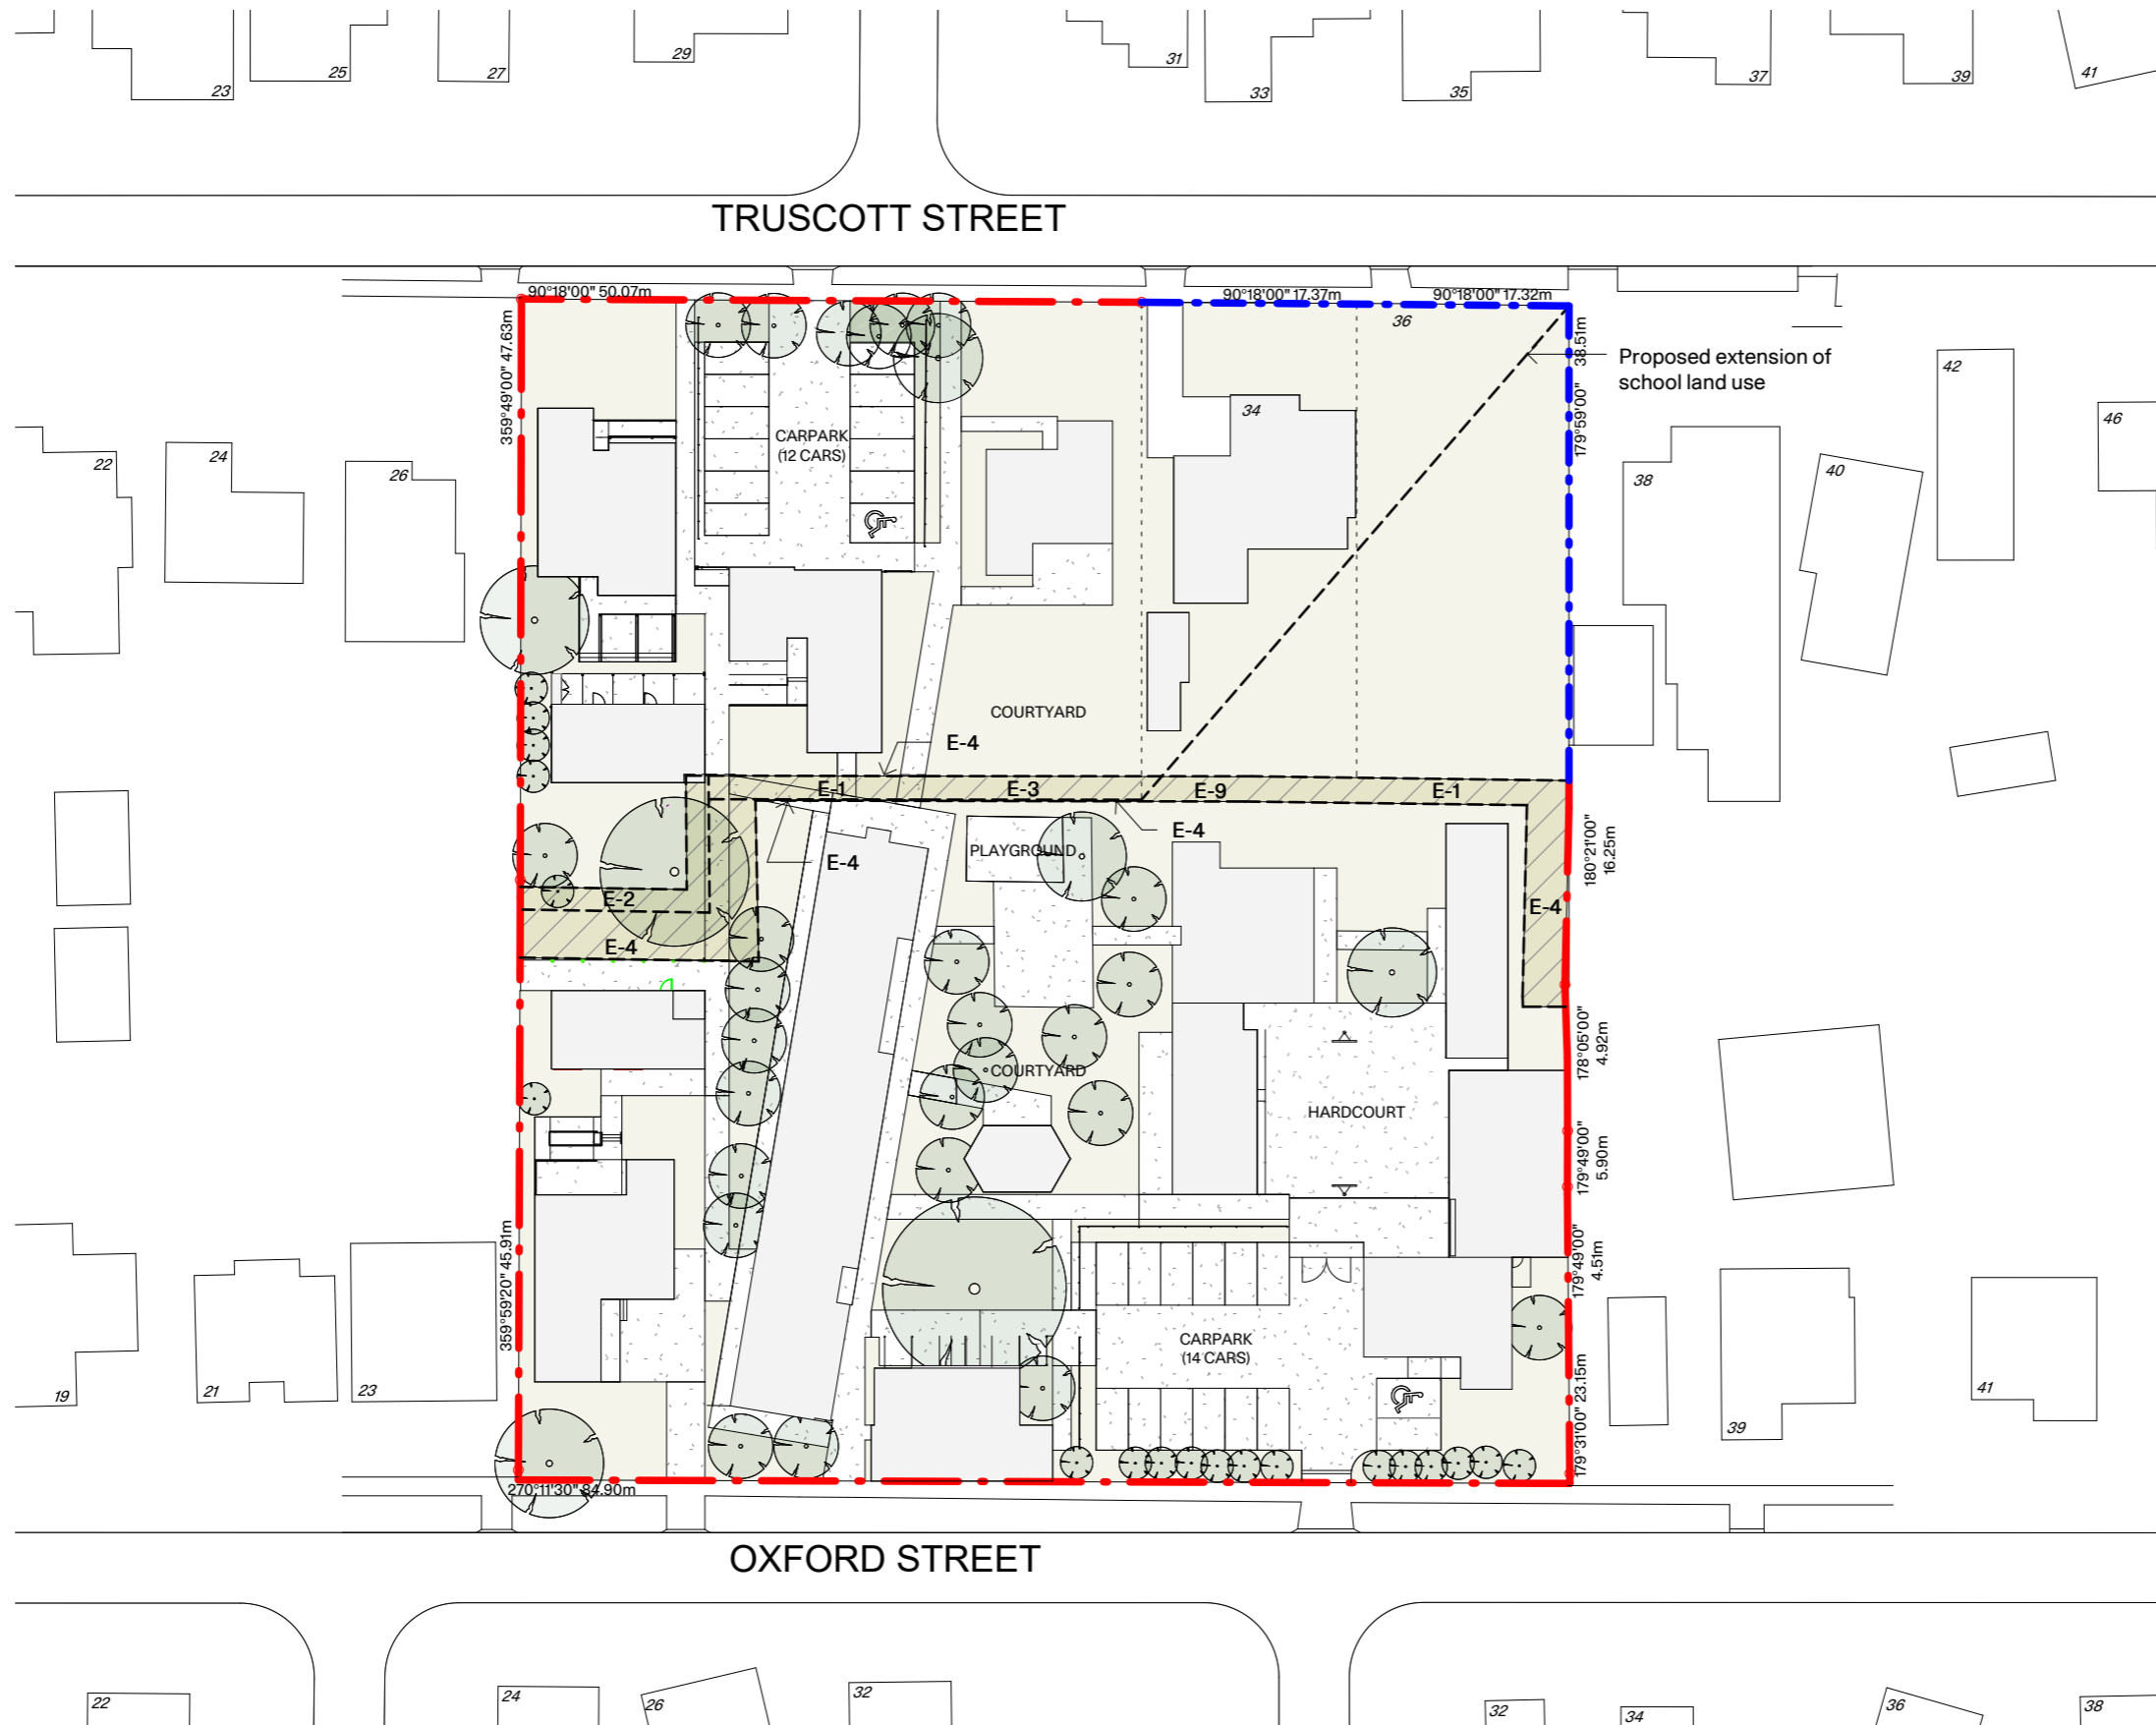 23
25
27
29
31
33
35
37
39
41
TRUSCOTT STREET
90°18'00" 50.07m
90°18'00" 17.37m
90°18'00" 17.32m
36
359°49'00" 47.63m
179°59'00" 38.51m
Proposed extension of
school land use
42
46
34
22
24
26
CARPARK
(12 CARS)
38
40
COURTYARD
E-4
E-1
E-3
E-9
E-1
E-4
PLAYGROUND
E-4
180°21'00"
16.25m
E-2
E-4
E-4
178°05'00"
4.92m
COURTYARD
HARDCOURT
179°49'00"
5.90m
359°59'20" 45.91m
179°49'00"
4.51m
CARPARK
(14 CARS)
19
21
23
39
41
179°31'00" 23.15m
270°11'30" 84.90m
OXFORD STREET
22
24
26
32
32
34
36
38